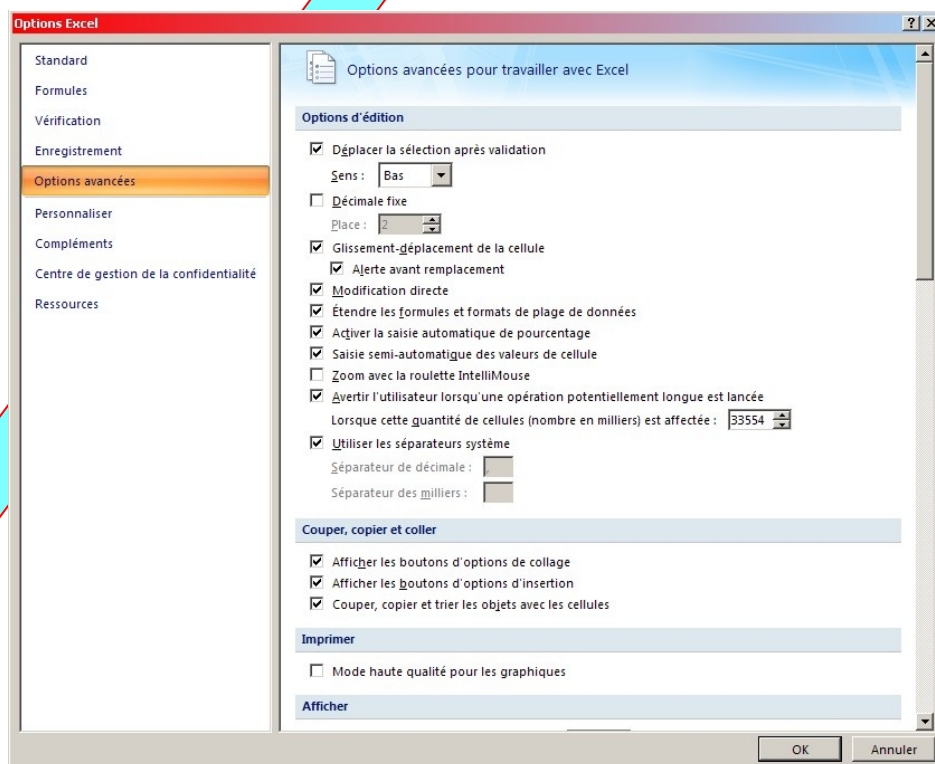 Options Excel
Standard
Formules
Vérification
Enregistrement
Options avancées
Personnaliser
Compléments
Centre de gestion de la confidentialité
Ressources
Options avancées pour travailler avec Excel
Options d'édition
Déplacer la sélection après validation
Sens : Bas
Décimale fixe
Place : 2
Glissement-déplacement de la cellule
Alerte avant remplacement
Modification directe
Étendre les formules et formats de plage de données
Activer la saisie automatique de pourcentage
Saisie semi-automatique des valeurs de cellule
Zoom avec la roulette IntelliMouse
Avertir l'utilisateur lorsqu'une opération potentiellement longue est lancée
Lorsque cette quantité de cellules (nombre en milliers) est affectée : 33554
Utiliser les séparateurs système
Séparateur de décimale : ,
Séparateur des milliers :
Couper, copier et coller
Afficher les boutons d'options de collage
Afficher les boutons d'options d'insertion
Couper, copier et trier les objets avec les cellules
Imprimer
Mode haute qualité pour les graphiques
Afficher
OK Annuler